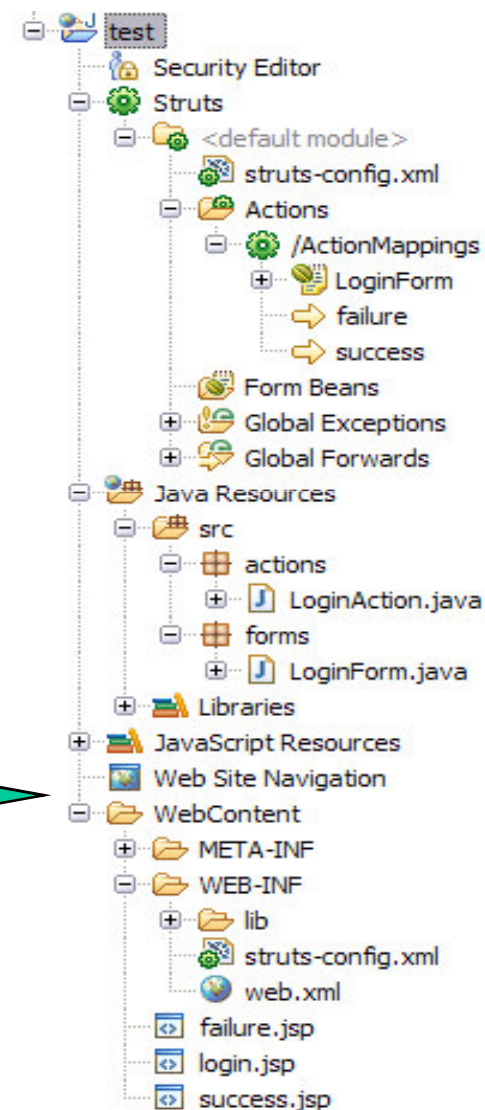 test
Security Editor
Struts
<default module>
struts-config.xml
Actions
/ActionMappings
LoginForm
failure
success
Form Beans
Global Exceptions
Global Forwards
Java Resources
src
actions
LoginAction.java
forms
LoginForm.java
Libraries
JavaScript Resources
Web Site Navigation
WebContent
META-INF
WEB-INF
lib
struts-config.xml
web.xml
failure.jsp
login.jsp
success.jsp